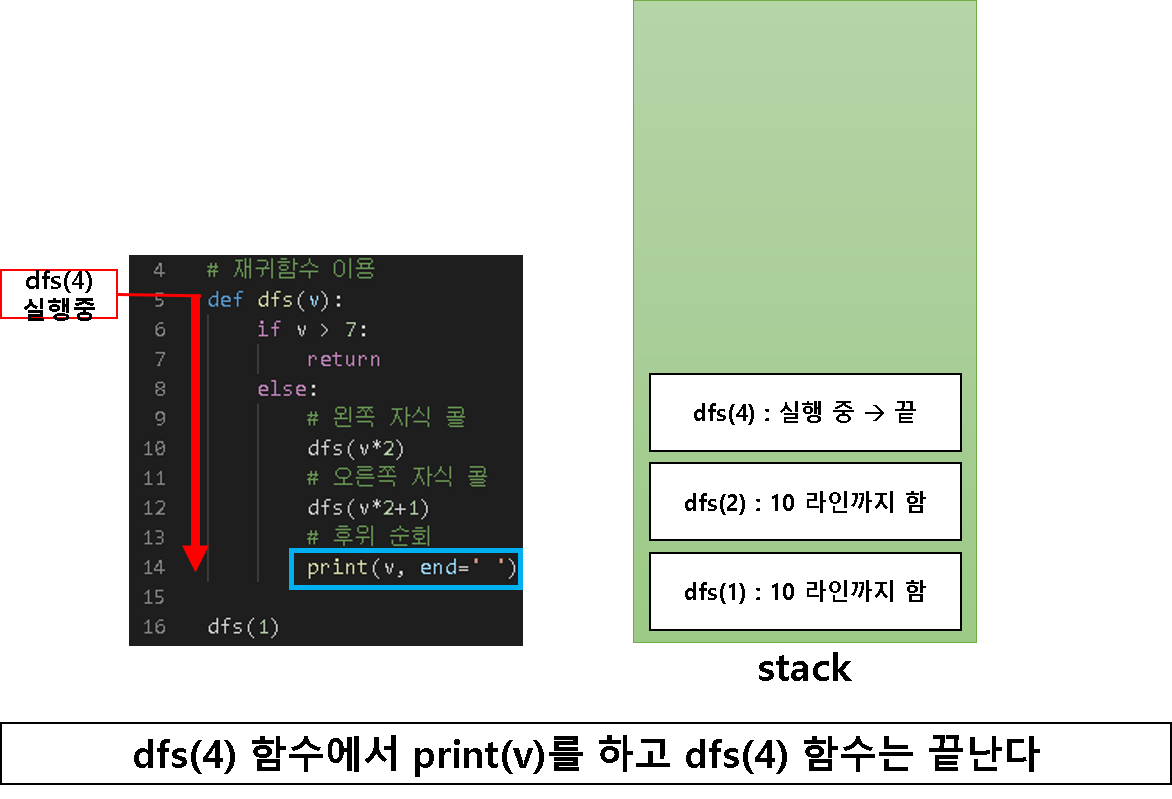 dfs(4)
실행중
4 # 재귀함수 이용
5 def dfs(v):
6 if v > 7:
7 return
8 else:
9 # 왼쪽 자식 콜
10 dfs(v*2)
11 # 오른쪽 자식 콜
12 dfs(v*2+1)
13 # 후위 순회
14 print(v, end=' ')
15
16 dfs(1)
dfs(4) : 실행 중 → 끝
dfs(2) : 10 라인까지 함
dfs(1) : 10 라인까지 함
stack
dfs(4) 함수에서 print(v)를 하고 dfs(4) 함수는 끝난다